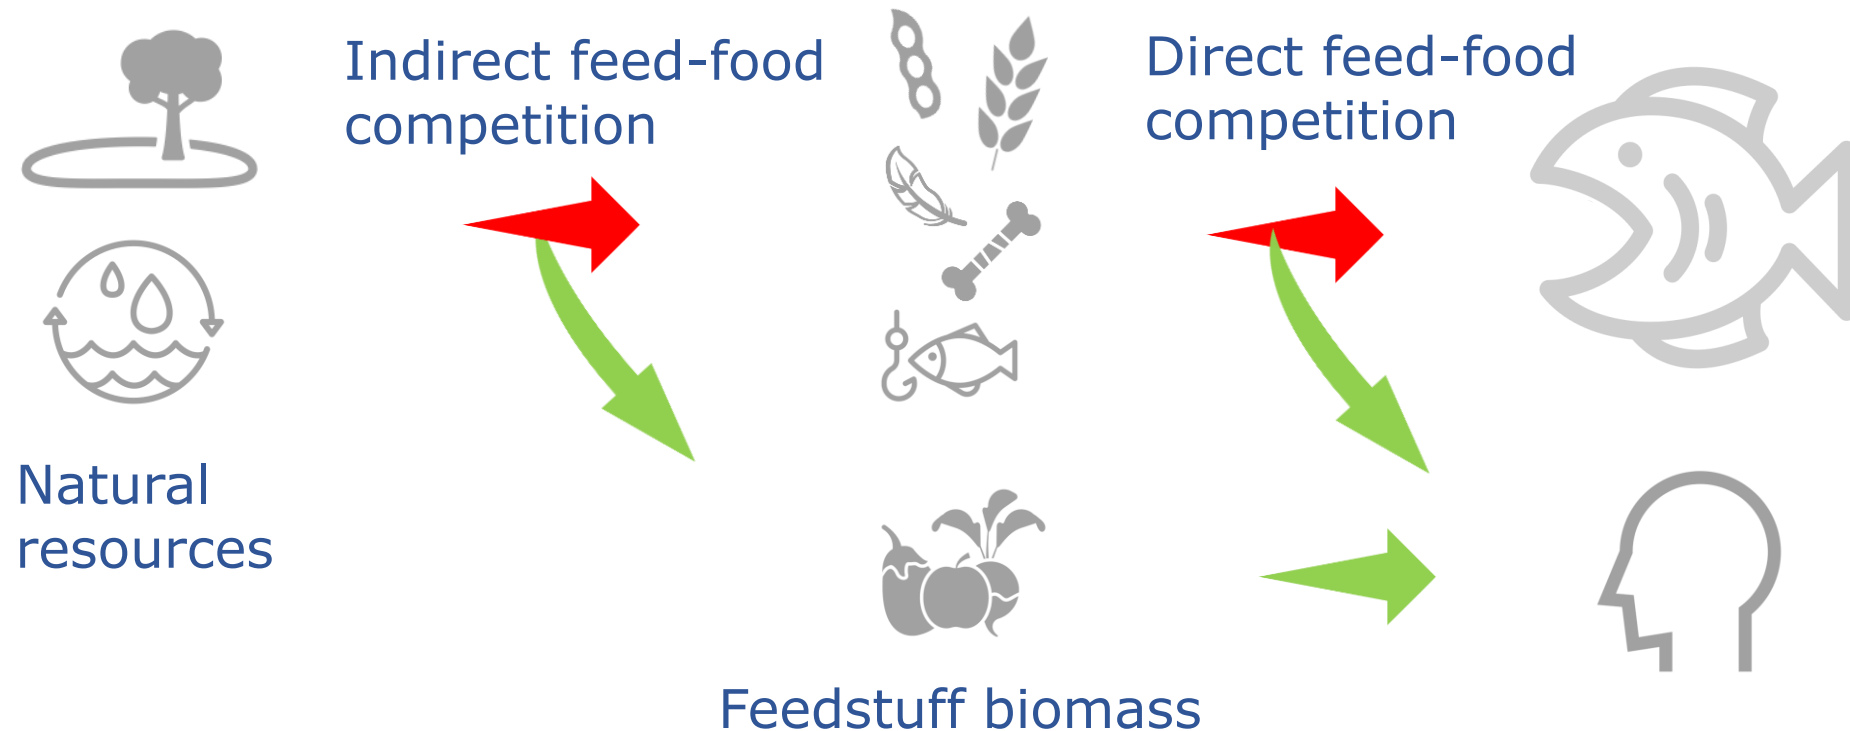 Indirect feed-food
competition
Direct feed-food
competition
Natural
resources
Feedstuff biomass